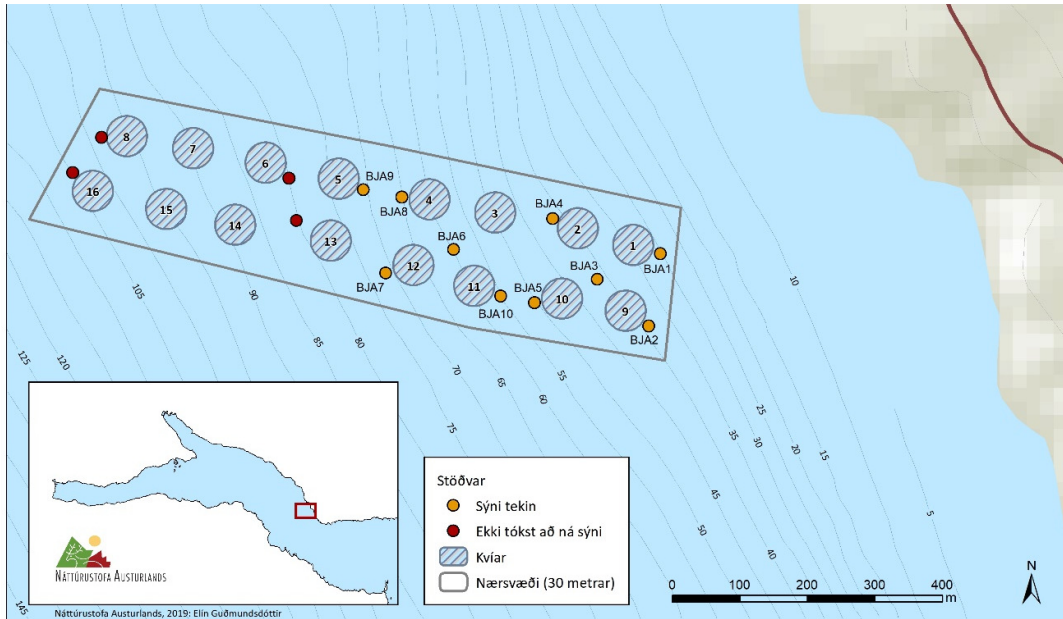 8
7
6
5
BJA9
BJA8
4
3
BJA4
2
1
BJA1
16
15
14
13
BJA6
12
BJA7
11
BJA10
BJA5
10
BJA3
9
BJA2
10
105
90
85
80
125
120
70
65
55
60
75
25
35
30
20
15
45
50
40
5
145
Stöðvar
Sýni tekin
Ekki tókst að ná sýni
Kvíar
Nærsvæði (30 metrar)
NÁTTÚRUSTOFA AUSTURLANDS
Náttúrustofa Austurlands, 2019: Elín Guðmundsdóttir
0 100 200 300 400
m
N